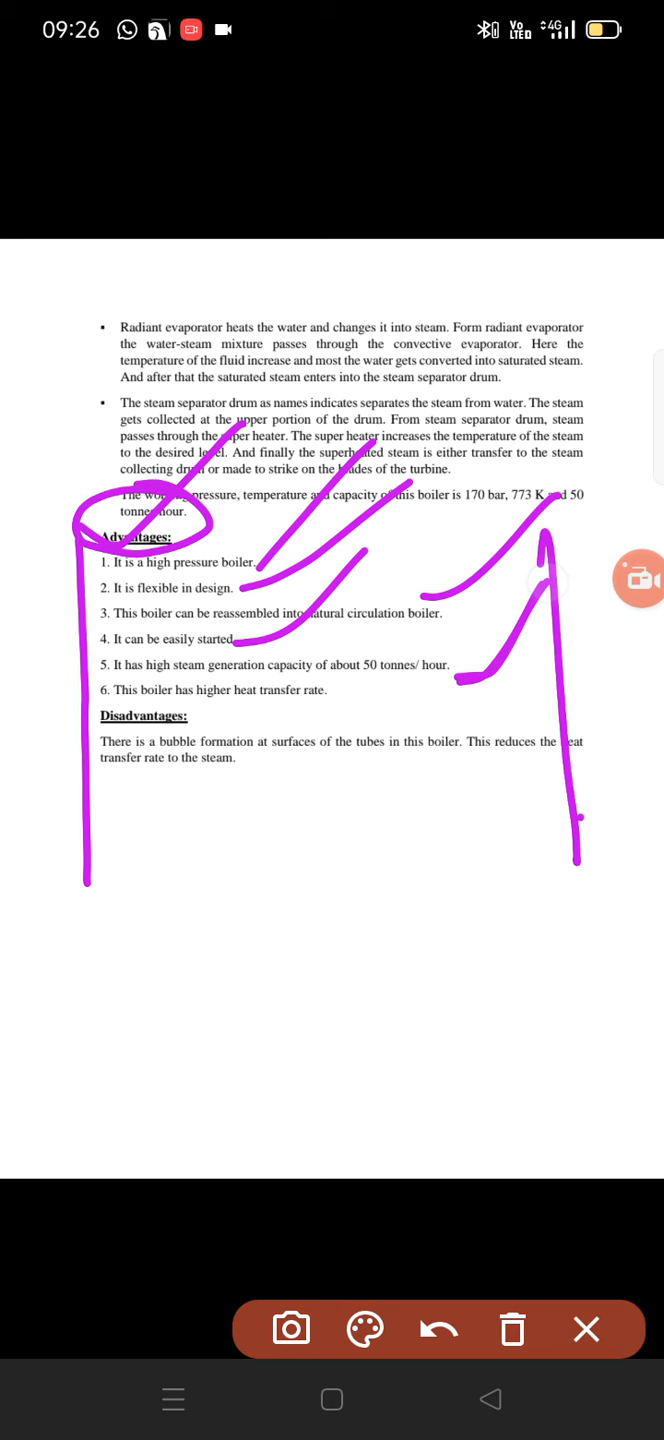 09:26
Vo
LTED
4G
▪ Radiant evaporator heats the water and changes it into steam. Form radiant evaporator
the water-steam mixture passes through the convective evaporator. Here the
temperature of the fluid increase and most the water gets converted into saturated steam.
And after that the saturated steam enters into the steam separator drum.
▪ The steam separator drum as names indicates separates the steam from water. The steam
gets collected at the upper portion of the drum. From steam separator drum, steam
passes through the super heater. The super heater increases the temperature of the steam
to the desired level. And finally the superheated steam is either transfer to the steam
collecting drum or made to strike on the blades of the turbine.
The working pressure, temperature and capacity of this boiler is 170 bar, 773 K and 50
tonnes/hour.
Advantages:
1. It is a high pressure boiler.
2. It is flexible in design.
3. This boiler can be reassembled into natural circulation boiler.
4. It can be easily started.
5. It has high steam generation capacity of about 50 tonnes/ hour.
6. This boiler has higher heat transfer rate.
Disadvantages:
There is a bubble formation at surfaces of the tubes in this boiler. This reduces the heat
transfer rate to the steam.